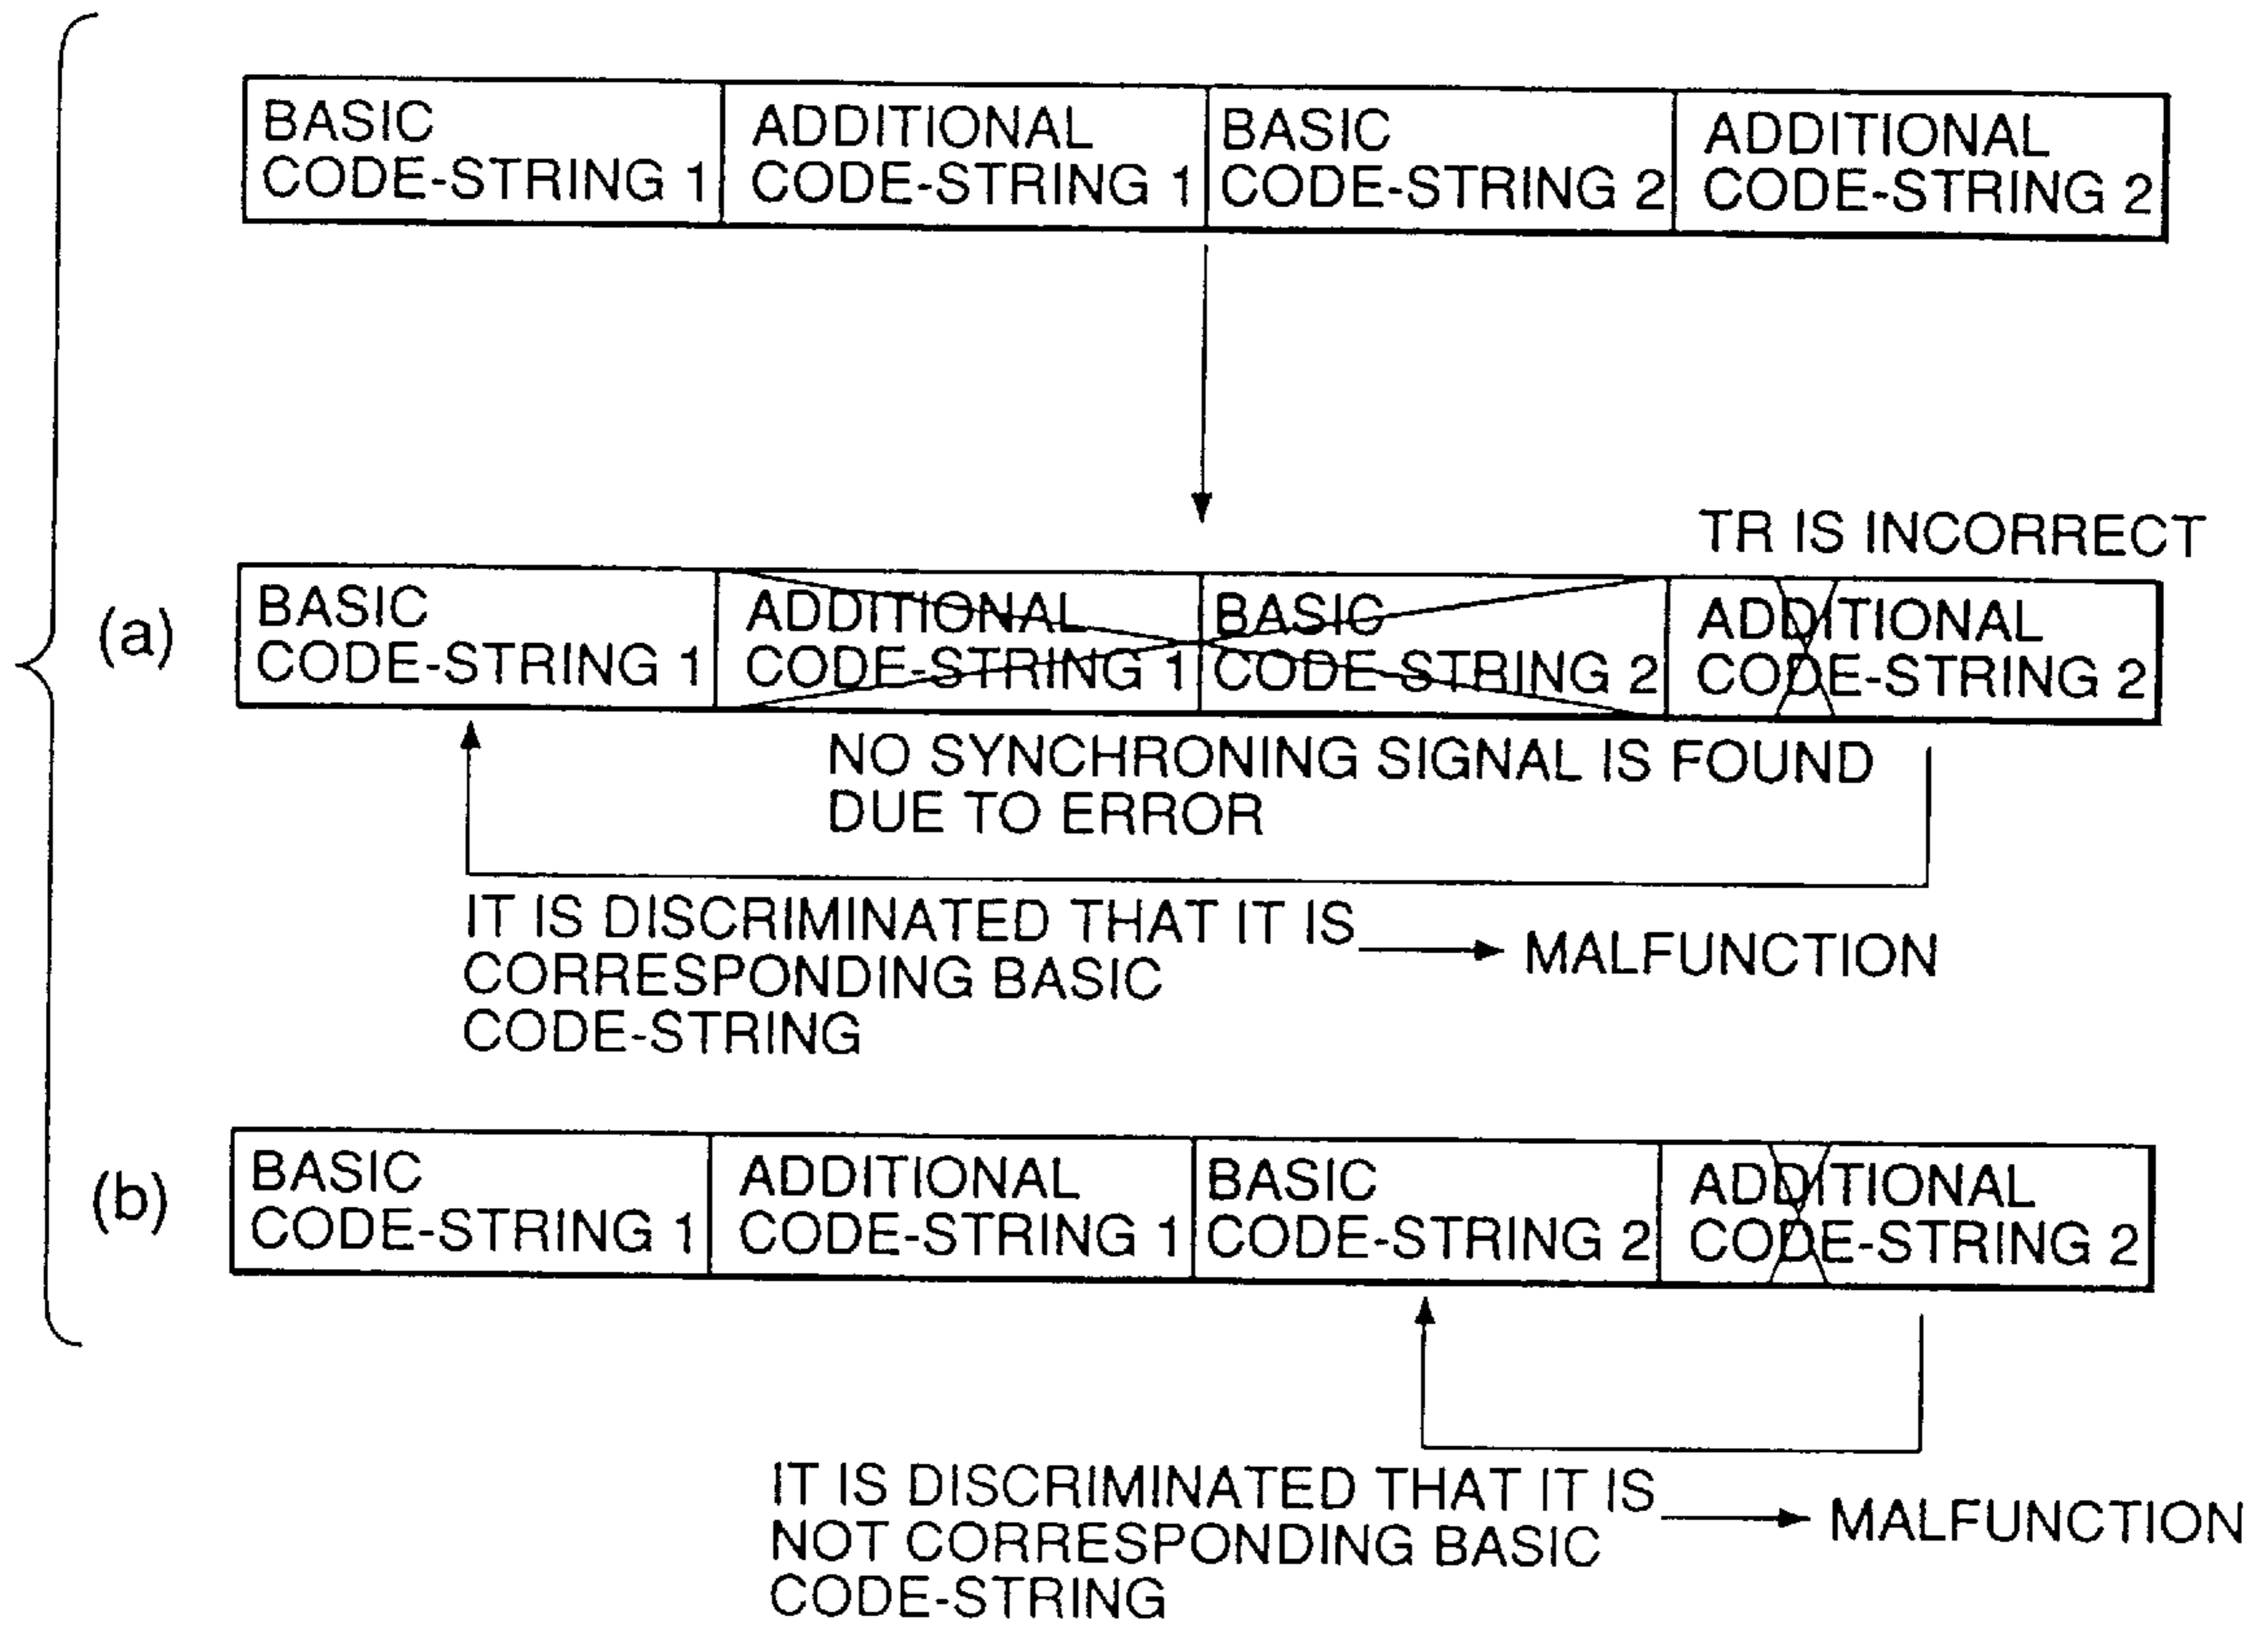 BASIC
CODE-STRING 1
ADDITIONAL
CODE-STRING 1
BASIC
CODE-STRING 2
ADDITIONAL
CODE-STRING 2
TR IS INCORRECT
(a)
BASIC
CODE-STRING 1
ADDITIONAL
CODE-STRING 1
BASIC
CODE-STRING 2
ADDITIONAL
CODE-STRING 2
NO SYNCHRONING SIGNAL IS FOUND
DUE TO ERROR
IT IS DISCRIMINATED THAT IT IS
CORRESPONDING BASIC
CODE-STRING
MALFUNCTION
(b)
BASIC
CODE-STRING 1
ADDITIONAL
CODE-STRING 1
BASIC
CODE-STRING 2
ADDITIONAL
CODE-STRING 2
IT IS DISCRIMINATED THAT IT IS
NOT CORRESPONDING BASIC
CODE-STRING
MALFUNCTION